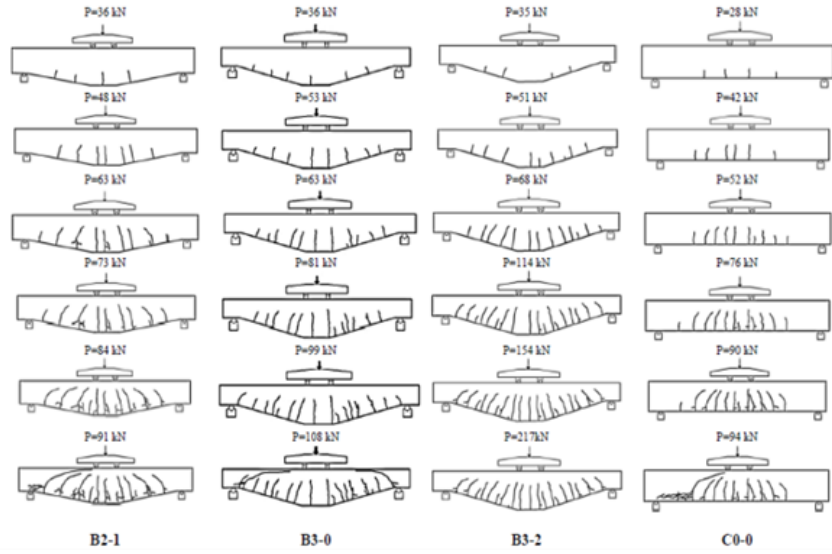 P=36 kN P=36 kN P=35 kN P=28 kN
P=48 kN P=53 kN P=51 kN P=42 kN
P=63 kN P=63 kN P=68 kN P=52 kN
P=73 kN P=81 kN P=114 kN P=76 kN
P=84 kN P=99 kN P=154 kN P=90 kN
P=91 kN P=108 kN P=217kN P=94 kN
B2-1 B3-0 B3-2 C0-0